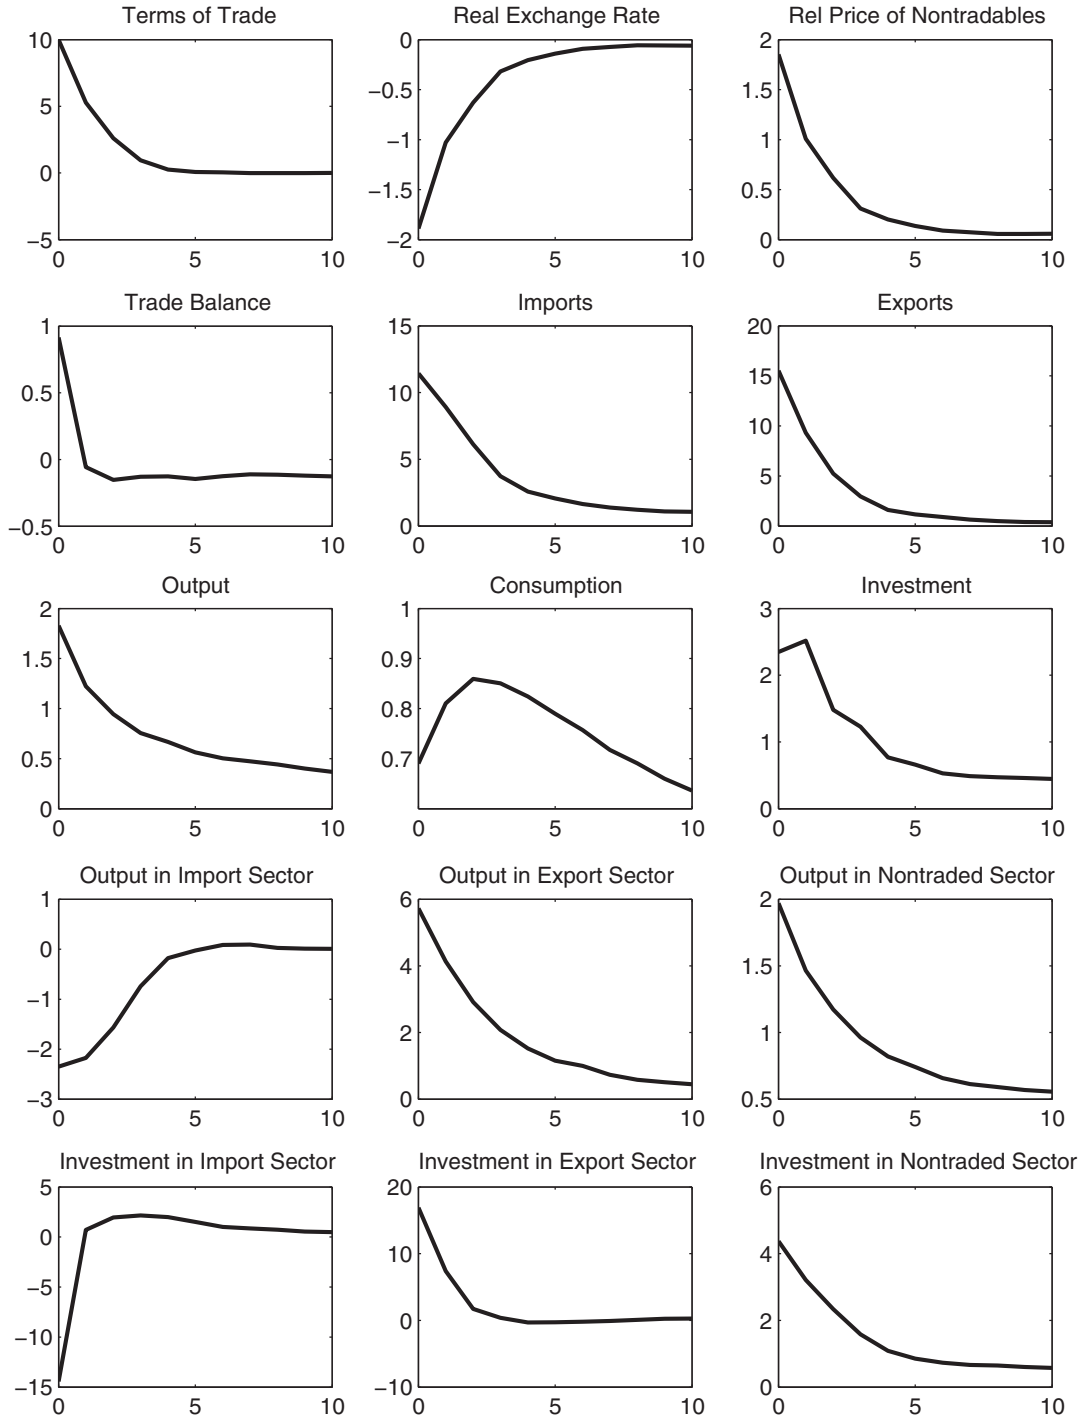 Terms of Trade
10
5
0
−5
0 5 10
Real Exchange Rate
0
−0.5
−1
−1.5
−2
0 5 10
Rel Price of Nontradables
2
1.5
1
0.5
0
0 5 10
Trade Balance
1
0.5
0
−0.5
0 5 10
Imports
15
10
5
0
0 5 10
Exports
20
15
10
5
0
0 5 10
Output
2
1.5
1
0.5
0
0 5 10
Consumption
1
0.9
0.8
0.7
0 5 10
Investment
3
2
1
0
0 5 10
Output in Import Sector
1
0
−1
−2
−3
0 5 10
Output in Export Sector
6
4
2
0
0 5 10
Output in Nontraded Sector
2
1.5
1
0.5
0 5 10
Investment in Import Sector
5
0
−5
−10
−15
0 5 10
Investment in Export Sector
20
10
0
−10
0 5 10
Investment in Nontraded Sector
6
4
2
0
0 5 10